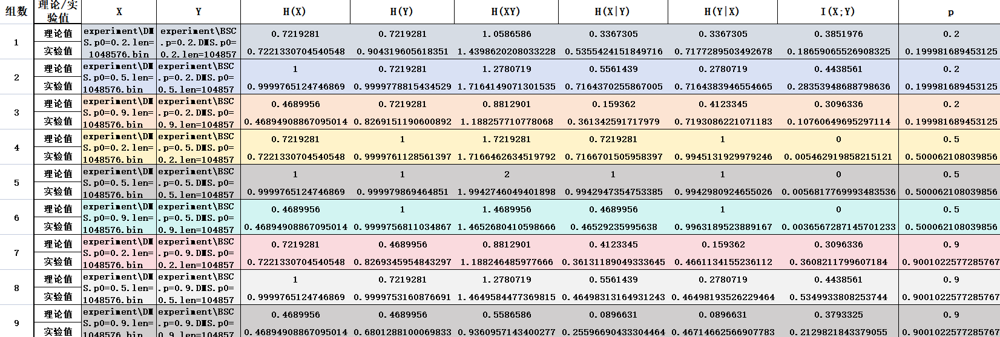 组数 理论/实验值 X Y H(X) H(Y) H(XY) H(X|Y) H(Y|X) I(X;Y) p
1 理论值 experiment\DMS.p0=0.2.len=1048576.bin experiment\BSC.p=0.2.DMS.p0=0.2.len=104857 0.7219281 0.7219281 1.0586586 0.3367305 0.3367305 0.3851976 0.2
实验值 0.7221330704540548 0.904319605618351 1.4398620208033228 0.5355424151849716 0.7177289503492678 0.18659065526908325 0.199981689453125
2 理论值 experiment\DMS.p0=0.5.len=1048576.bin experiment\BSC.p=0.2.DMS.p0=0.5.len=104857 1 0.7219281 1.2780719 0.5561439 0.2780719 0.4438561 0.2
实验值 0.9999765124746869 0.9999778815434529 1.7164149071301535 0.7164370255867005 0.7164383946554665 0.28353948688798636 0.199981689453125
3 理论值 experiment\DMS.p0=0.9.len=1048576.bin experiment\BSC.p=0.2.DMS.p0=0.9.len=104857 0.4689956 0.7219281 0.8812901 0.159362 0.4123345 0.3096336 0.2
实验值 0.46894908867095014 0.8269151190600892 1.188257710778068 0.361342591717979 0.7193086221071183 0.10760649695297114 0.199981689453125
4 理论值 experiment\DMS.p0=0.2.len=1048576.bin experiment\BSC.p=0.5.DMS.p0=0.2.len=104857 0.7219281 1 1.7219281 0.7219281 1 0 0.5
实验值 0.7221330704540548 0.9999761128561397 1.7166462634519792 0.7166701505958397 0.9945131929979246 0.005462919858215121 0.500062108039856
5 理论值 experiment\DMS.p0=0.5.len=1048576.bin experiment\BSC.p=0.5.DMS.p0=0.5.len=104857 1 1 2 1 1 0 0.5
实验值 0.9999765124746869 0.999979869464851 1.9942746049401898 0.9942947354753385 0.9942980924655026 0.0056817769993483536 0.500062108039856
6 理论值 experiment\DMS.p0=0.9.len=1048576.bin experiment\BSC.p=0.5.DMS.p0=0.9.len=104857 0.4689956 1 1.4689956 0.4689956 1 0 0.5
实验值 0.46894908867095014 0.9999756811034867 1.4652680410598666 0.46529235995638 0.9963189523889167 0.0036567287145701233 0.500062108039856
7 理论值 experiment\DMS.p0=0.2.len=1048576.bin experiment\BSC.p=0.9.DMS.p0=0.2.len=104857 0.7219281 0.4689956 0.8812901 0.4123345 0.159362 0.3096336 0.9
实验值 0.7221330704540548 0.8269345954843297 1.188246485977666 0.36131189049333645 0.4661134155236112 0.3608211799607184 0.9001022577285767
8 理论值 experiment\DMS.p0=0.5.len=1048576.bin experiment\BSC.p=0.9.DMS.p0=0.5.len=104857 1 0.7219281 1.2780719 0.5561439 0.2780719 0.4438561 0.9
实验值 0.9999765124746869 0.9999753160876691 1.4649584477369815 0.46498313164931243 0.46498193526229464 0.5349933808253744 0.9001022577285767
9 理论值 experiment\DMS.p0=0.9.len=1048576.bin experiment\BSC.p=0.9.DMS.p0=0.9.len=104857 0.4689956 0.4689956 0.5586586 0.0896631 0.0896631 0.3793325 0.9
实验值 0.46894908867095014 0.6801288100069833 0.9360957143400277 0.25596690433304464 0.46714662566907783 0.2129821843379055 0.9001022577285767